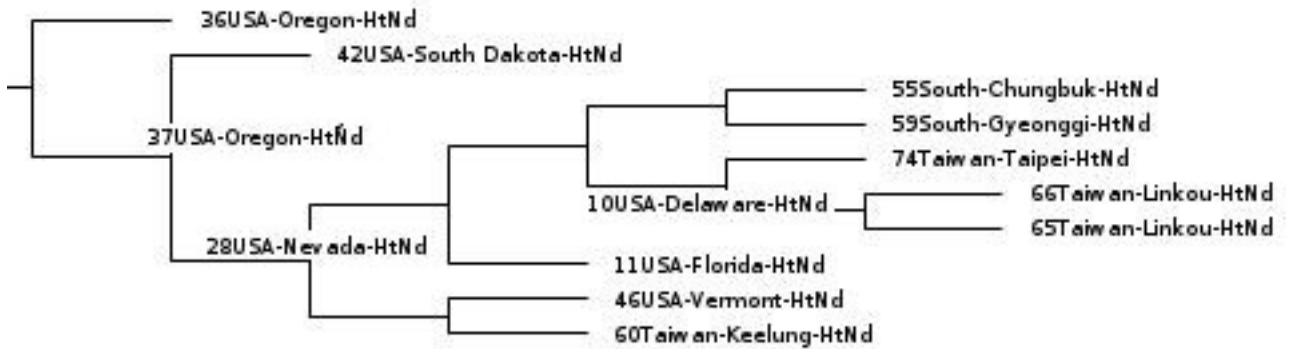 36USA-Oregon-HtNd
42USA-South Dakota-HtNd
55South-Chungbuk-HtNd
59South-Gyeonggi-HtNd
37USA-Oregon-HtNd
74Taiwan-Taipei-HtNd
66Taiwan-Linkou-HtNd
10USA-Delaware-HtNd
65Taiwan-Linkou-HtNd
28USA-Nevada-HtNd
11USA-Florida-HtNd
46USA-Vermont-HtNd
60Taiwan-Keelung-HtNd